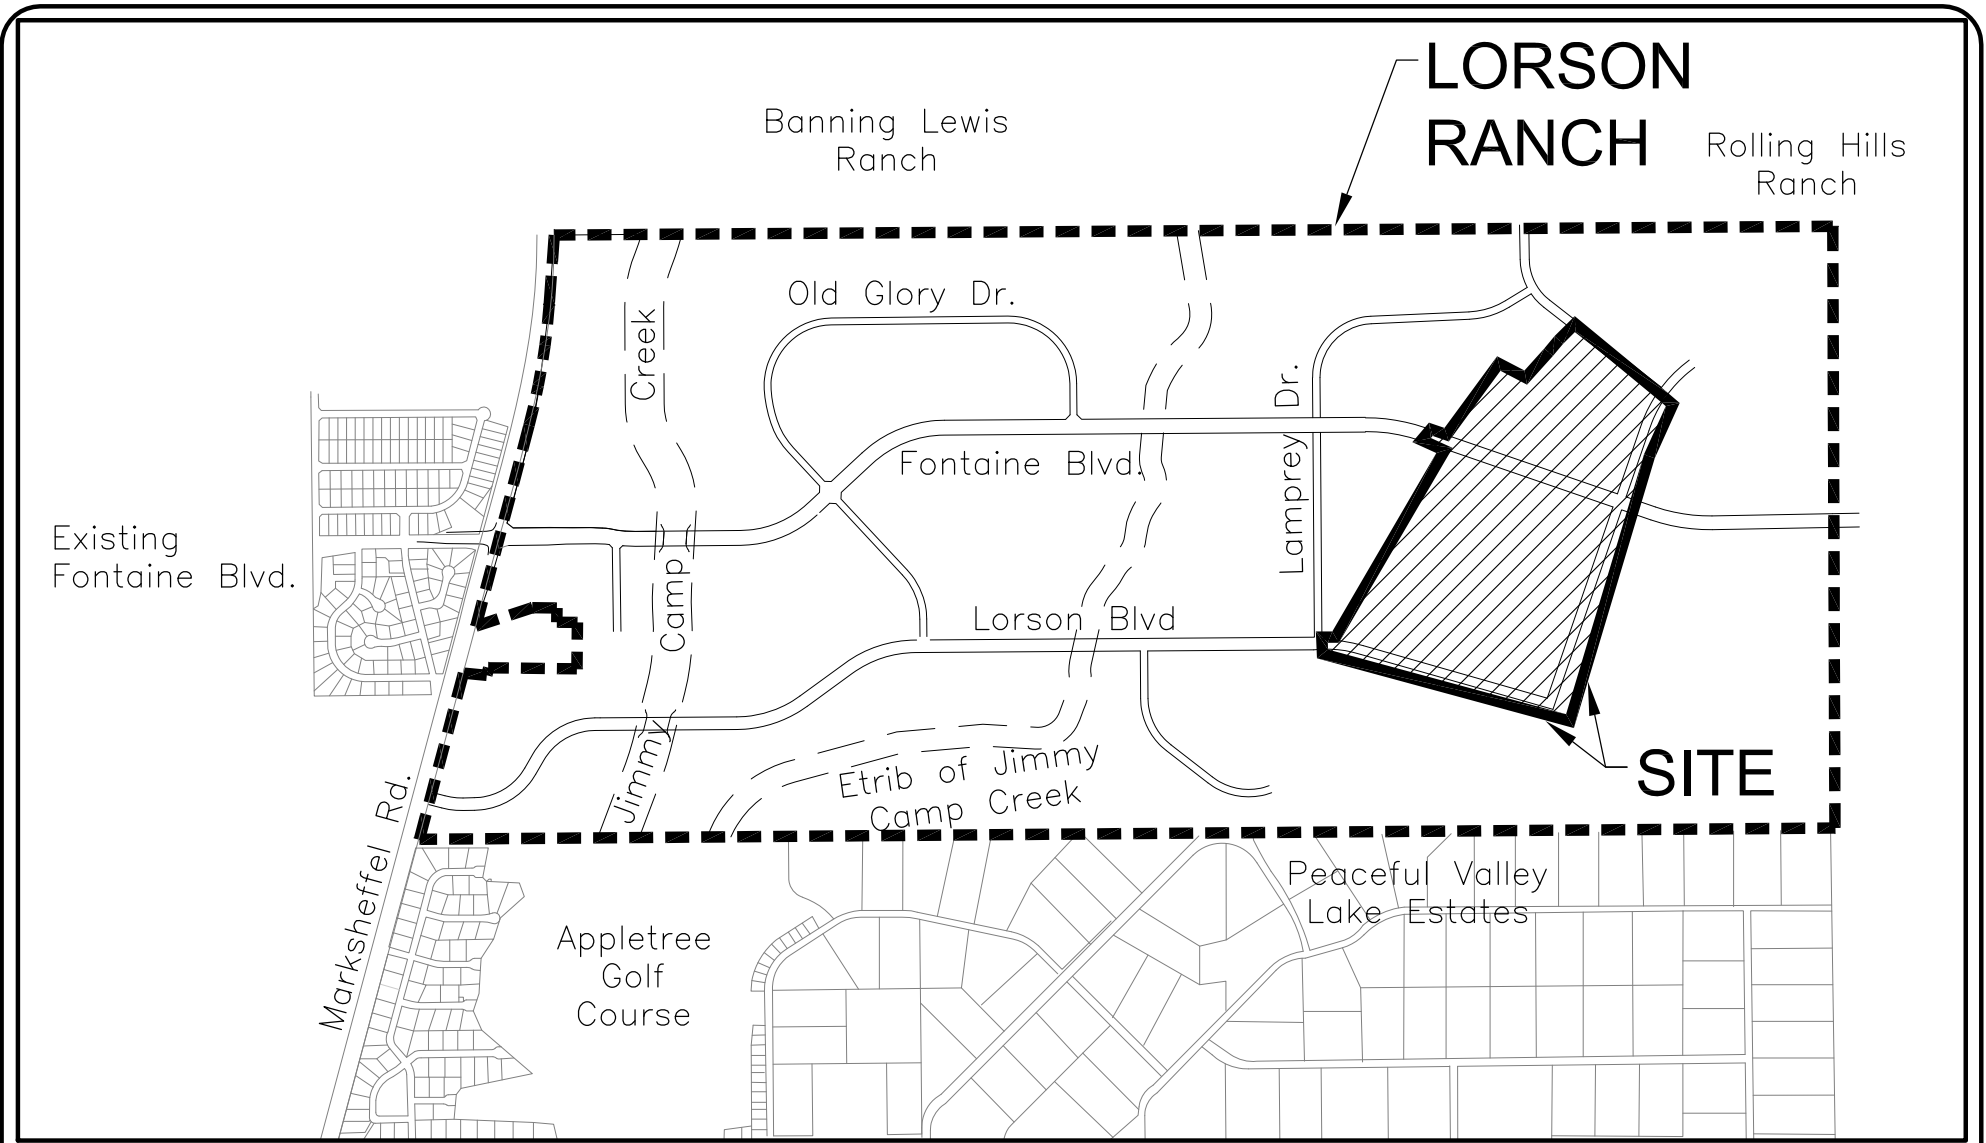 LORSON
RANCH
Banning Lewis
Ranch
Rolling Hills
Ranch
Old Glory Dr.
Creek
Lamprey Dr.
Fontaine Blvd.
Existing
Fontaine Blvd.
Camp
Lorson Blvd
Jimmy
Etrib of Jimmy
Camp Creek
SITE
Marksheffel Rd.
Peaceful Valley
Lake Estates
Appletree
Golf
Course